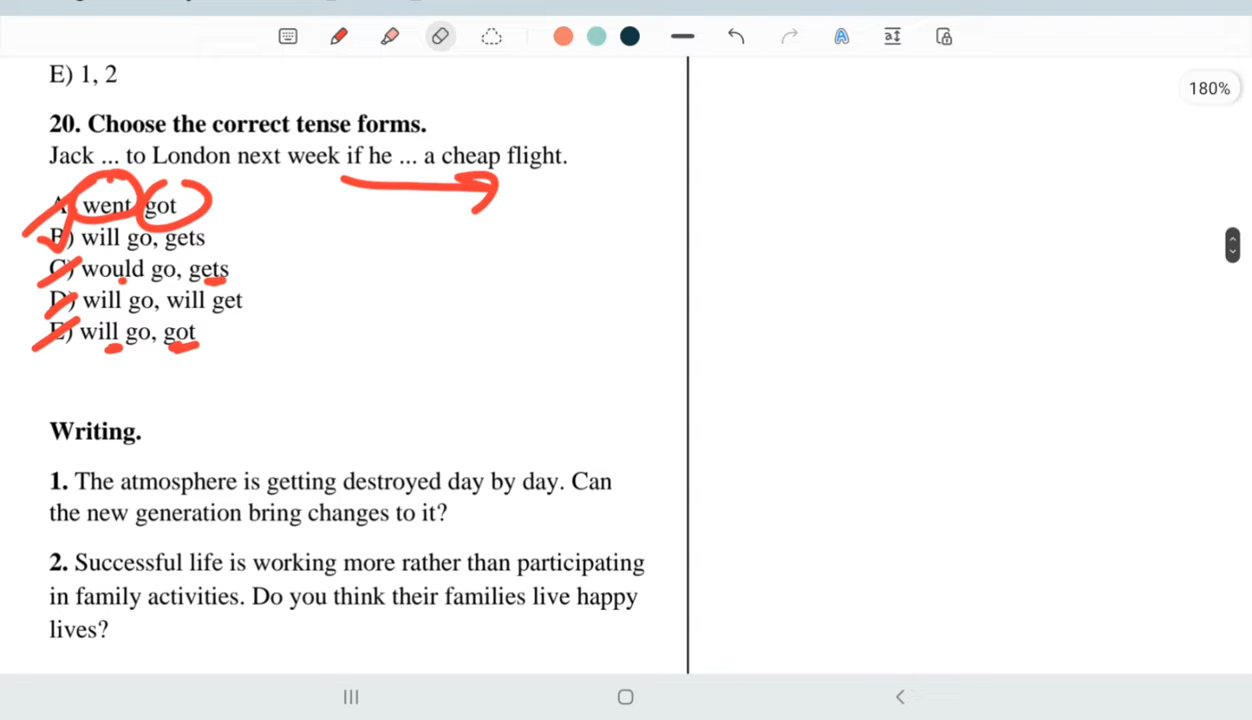 180%
E) 1, 2
20. Choose the correct tense forms.
Jack ... to London next week if he ... a cheap flight.
A) went, got
B) will go, gets
C) would go, gets
D) will go, will get
E) will go, got
Writing.
1. The atmosphere is getting destroyed day by day. Can
the new generation bring changes to it?
2. Successful life is working more rather than participating
in family activities. Do you think their families live happy
lives?